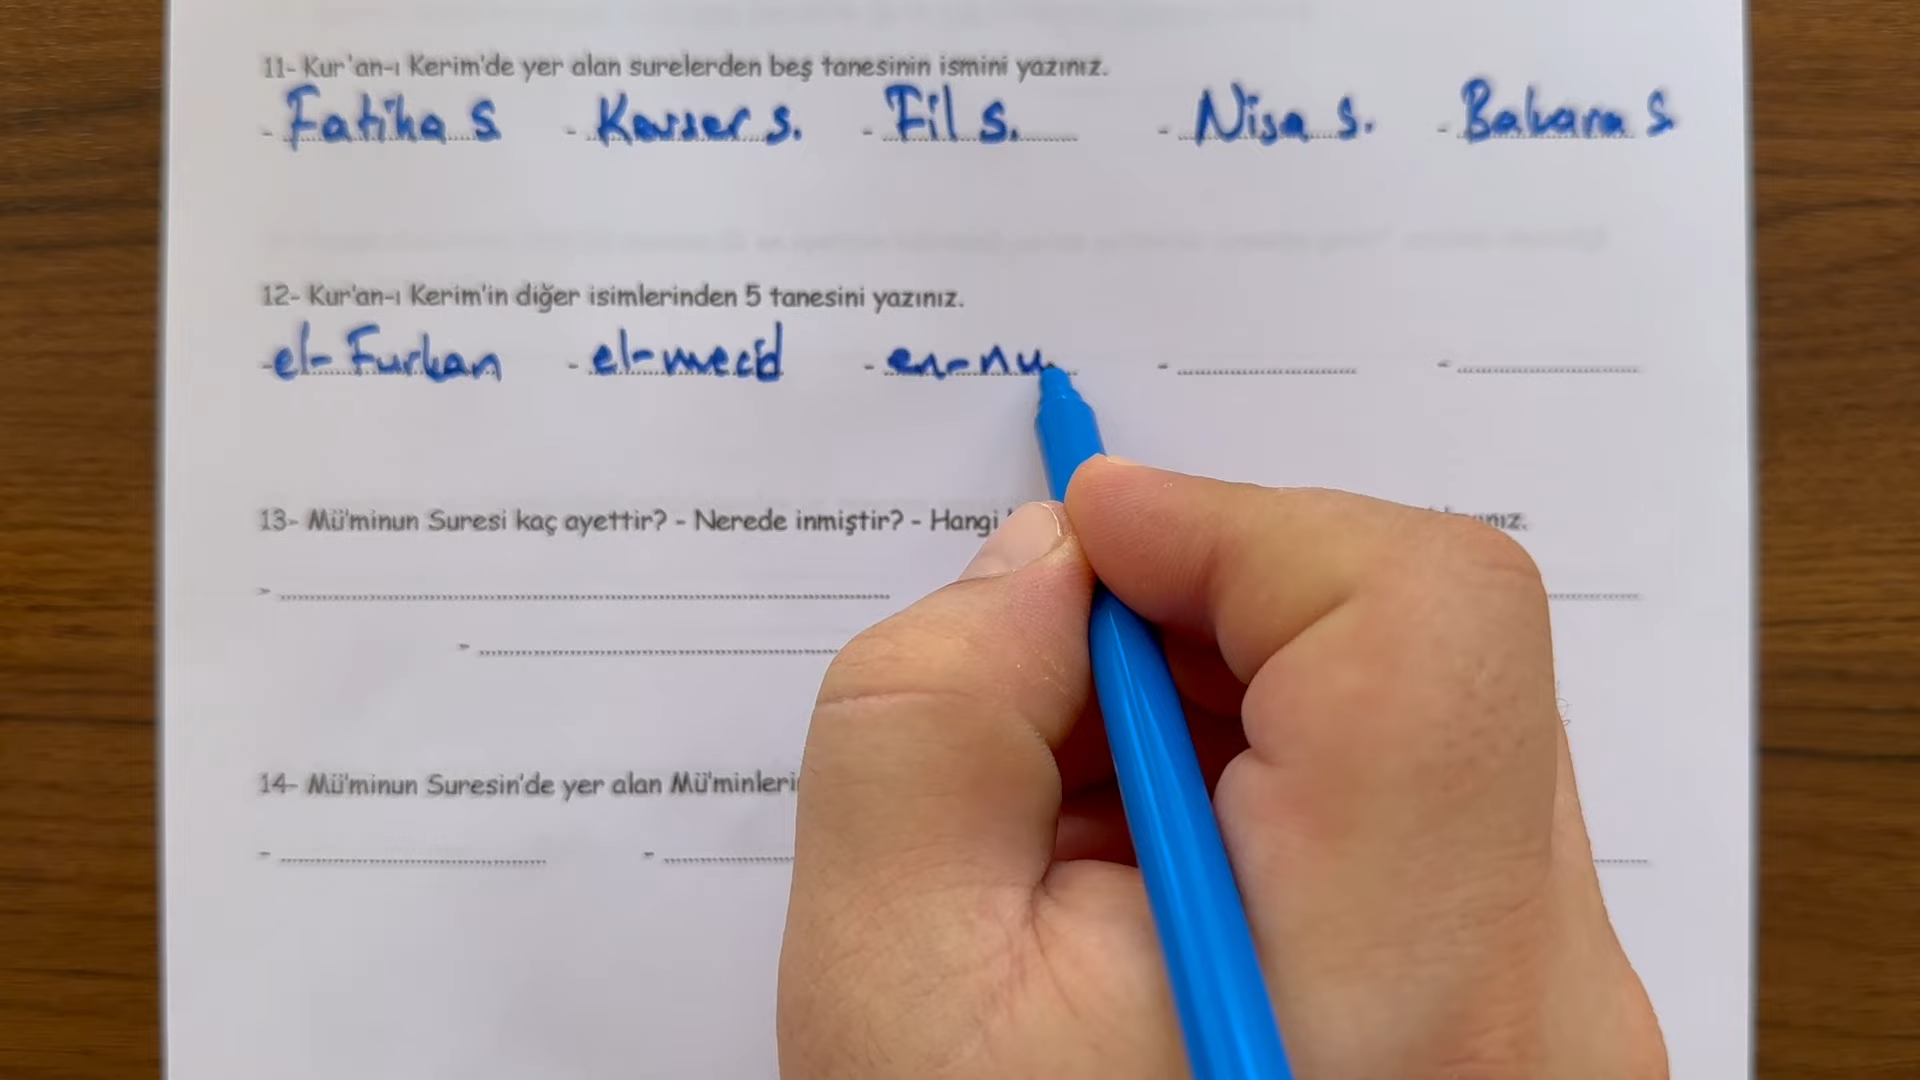 11- Kur'an-ı Kerim'de yer alan surelerden beş tanesinin ismini yazınız.
- Fatiha S - Kevser s. - Fil s. - Nisa s. - Bakara S
12- Kur'an-ı Kerim'in diğer isimlerinden 5 tanesini yazınız.
- el-Furkan - el-mecid - en-nu - -
13- Mü'minun Suresi kaç ayettir? - Nerede inmiştir? - Hangi
14- Mü'minun Suresin'de yer alan Mü'minleri